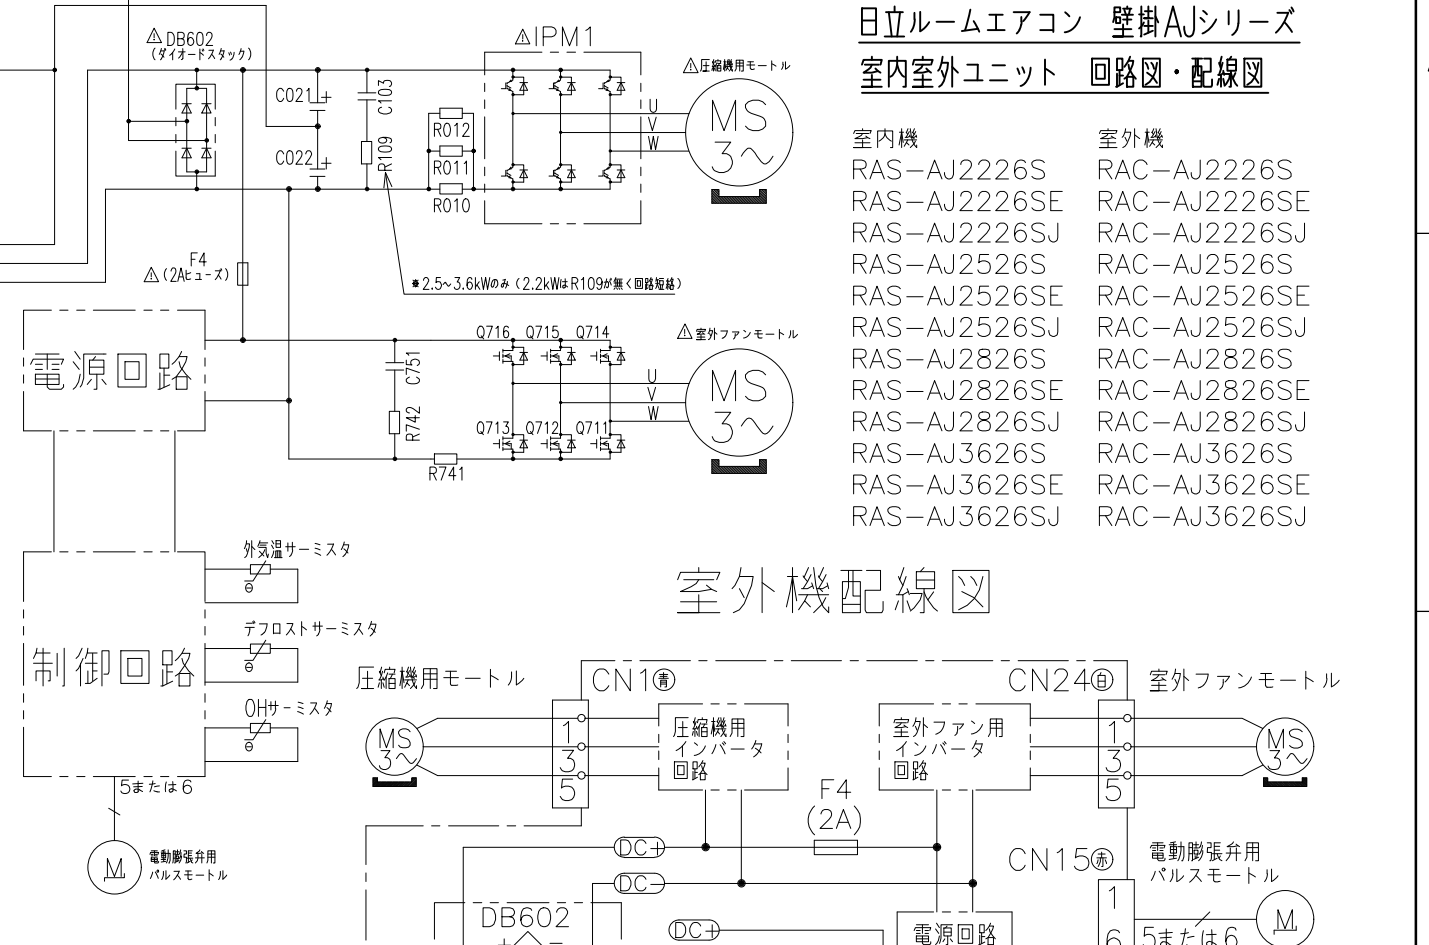 日立ルームエアコン　壁掛AJシリーズ
室内室外ユニット　回路図・配線図
室内機　室外機
RAS-AJ2226S　RAC-AJ2226S
RAS-AJ2226SE　RAC-AJ2226SE
RAS-AJ2226SJ　RAC-AJ2226SJ
RAS-AJ2526S　RAC-AJ2526S
RAS-AJ2526SE　RAC-AJ2526SE
RAS-AJ2526SJ　RAC-AJ2526SJ
RAS-AJ2826S　RAC-AJ2826S
RAS-AJ2826SE　RAC-AJ2826SE
RAS-AJ2826SJ　RAC-AJ2826SJ
RAS-AJ3626S　RAC-AJ3626S
RAS-AJ3626SE　RAC-AJ3626SE
RAS-AJ3626SJ　RAC-AJ3626SJ
⚠DB602
(ダイオードスタック)
C021
+
C022
+
C103
R109
R012
R011
R010
⚠IPM1
U
V
W
⚠圧縮機用モートル
MS
3～
F4
⚠(2Aヒューズ)
*2.5~3.6kWのみ(2.2kWはR109が無く回路短絡)
電源回路
C751
R742
R741
Q716 Q715 Q714
Q713 Q712 Q711
U
V
W
⚠室外ファンモートル
MS
3～
制御回路
外気温サーミスタ
θ
デフロストサーミスタ
θ
OHサーミスタ
θ
5または6
M
電動膨張弁用
パルスモートル
室外機配線図
圧縮機用モートル
MS
3～
CN1青
1
3
5
圧縮機用
インバータ
回路
室外ファン用
インバータ
回路
CN24白
1
3
5
室外ファンモートル
MS
3～
F4
(2A)
DC+
DC-
DB602
+ -
DC+
電源回路
CN15赤
1
6
電動膨張弁用
パルスモートル
5または6
M